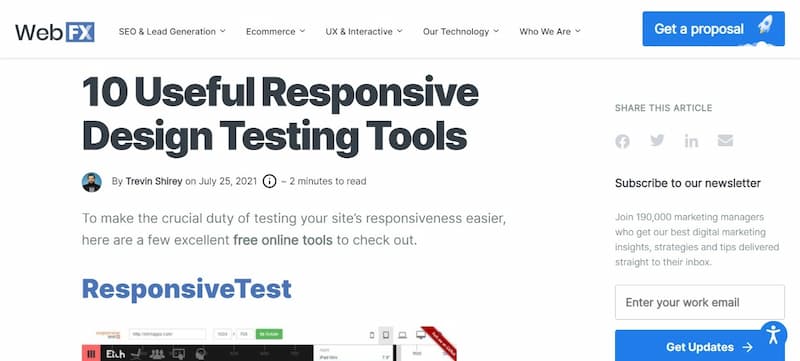 WebFX SEO & Lead Generation Ecommerce UX & Interactive Our Technology Who We Are Get a proposal
10 Useful Responsive
Design Testing Tools
By Trevin Shirey on July 25, 2021 ~ 2 minutes to read
To make the crucial duty of testing your site's responsiveness easier,
here are a few excellent free online tools to check out.
ResponsiveTest
SHARE THIS ARTICLE
Subscribe to our newsletter
Join 190,000 marketing managers
who get our best digital marketing
insights, strategies and tips delivered
straight to their inbox.
Enter your work email
Get Updates